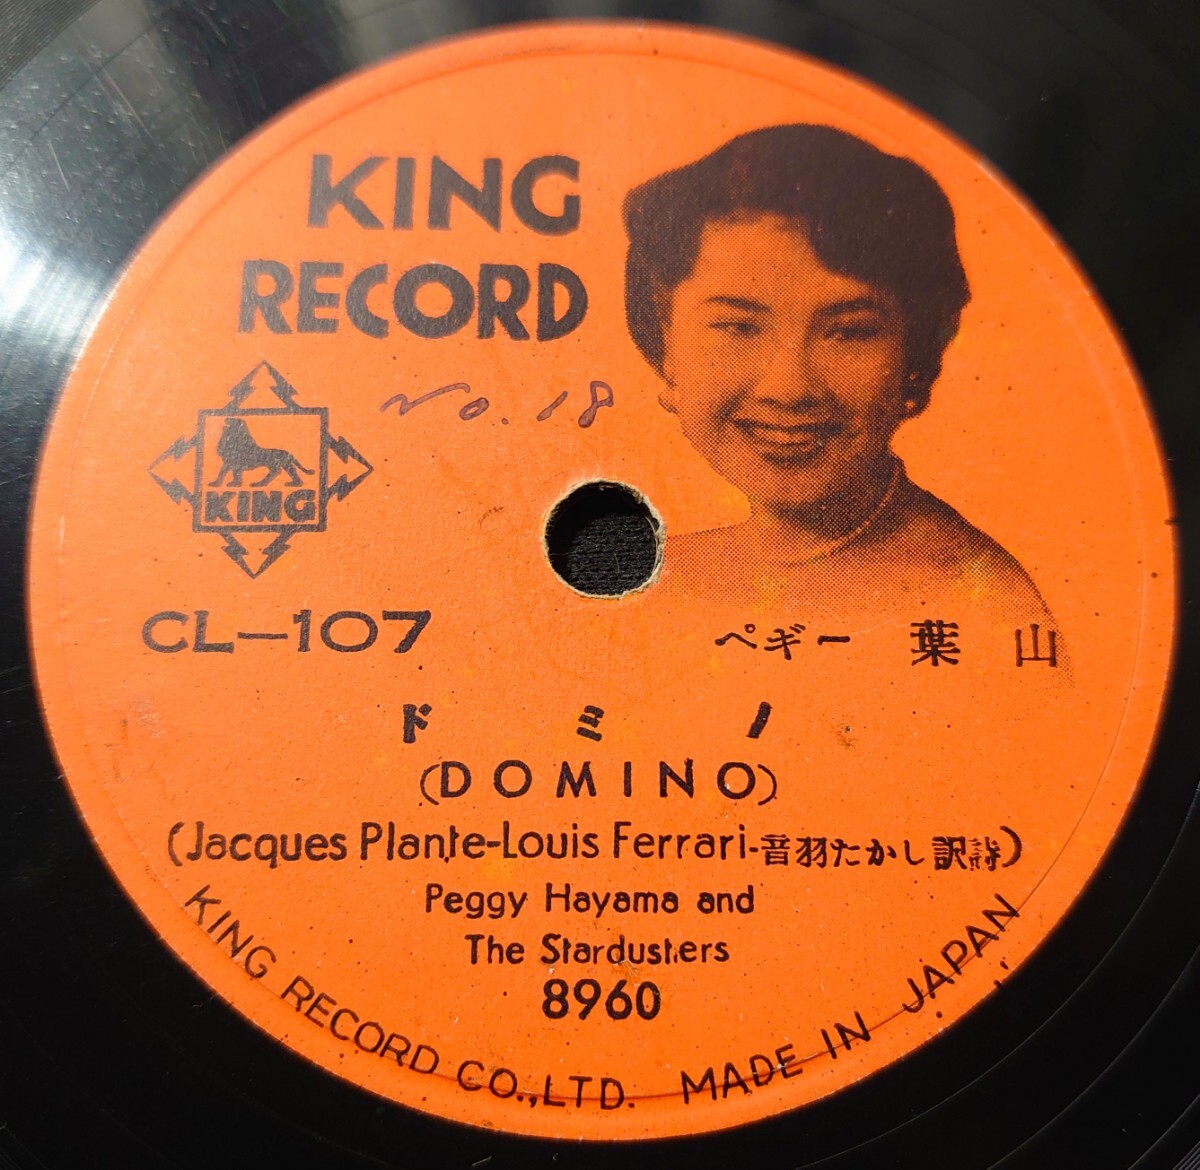 KING
RECORD
No. 18
KING
CL-107
ペギー 葉山
ドミノ
(DOMINO)
(Jacques Plante-Louis Ferrari-音羽たかし 訳詩)
Peggy Hayama and
The Stardusters
8960
KING RECORD CO., LTD. MADE IN JAPAN